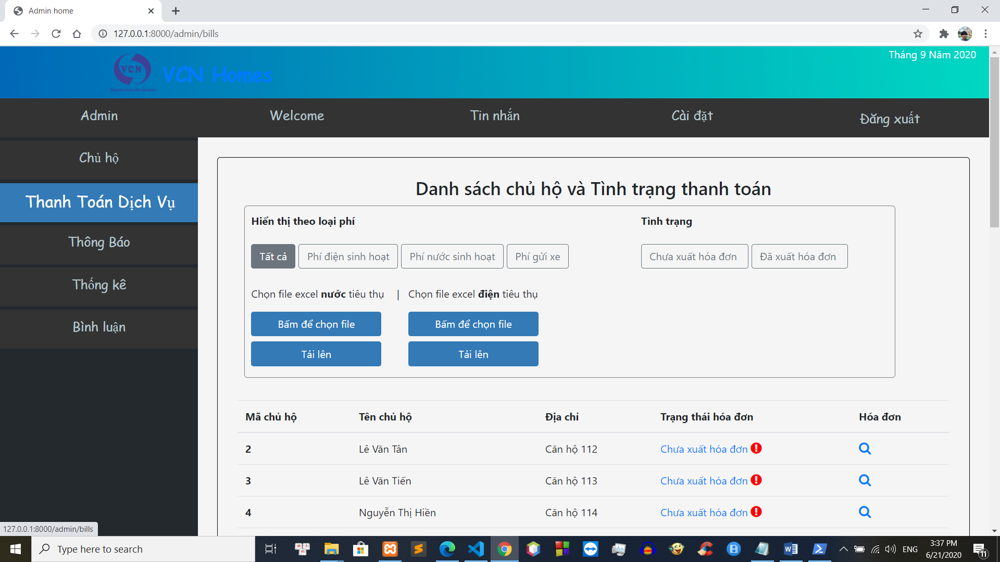 Admin home
127.0.0.1:8000/admin/bills
Tháng 9 Năm 2020
VCN
VCN Homes
Admin
Welcome
Tin nhắn
Cài đặt
Đăng xuất
Chủ hộ
Thanh Toán Dịch Vụ
Thông Báo
Thống kê
Bình luận
Danh sách chủ hộ và Tình trạng thanh toán
Hiển thị theo loại phí
Tình trạng
Tất cả
Phí điện sinh hoạt
Phí nước sinh hoạt
Phí gửi xe
Chưa xuất hóa đơn
Đã xuất hóa đơn
Chọn file excel nước tiêu thụ | Chọn file excel điện tiêu thụ
Bấm để chọn file
Bấm để chọn file
Tải lên
Tải lên
Mã chủ hộ Tên chủ hộ Địa chỉ Trạng thái hóa đơn Hóa đơn
2 Lê Văn Tân Căn hộ 112 Chưa xuất hóa đơn
3 Lê Văn Tiến Căn hộ 113 Chưa xuất hóa đơn
4 Nguyễn Thị Hiền Căn hộ 114 Chưa xuất hóa đơn
127.0.0.1:8000/admin/bills
Type here to search
ENG
3:37 PM
6/21/2020
11